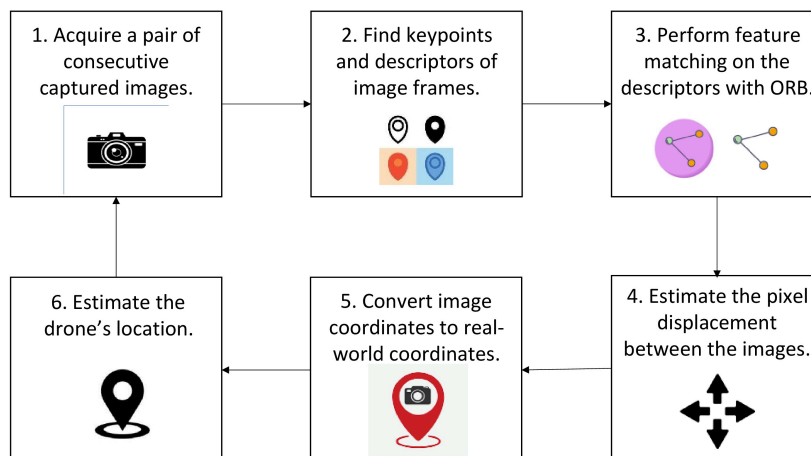 1. Acquire a pair of
consecutive
captured images.
2. Find keypoints
and descriptors of
image frames.
3. Perform feature
matching on the
descriptors with ORB.
4. Estimate the pixel
displacement
between the images.
5. Convert image
coordinates to real-
world coordinates.
6. Estimate the
drone’s location.